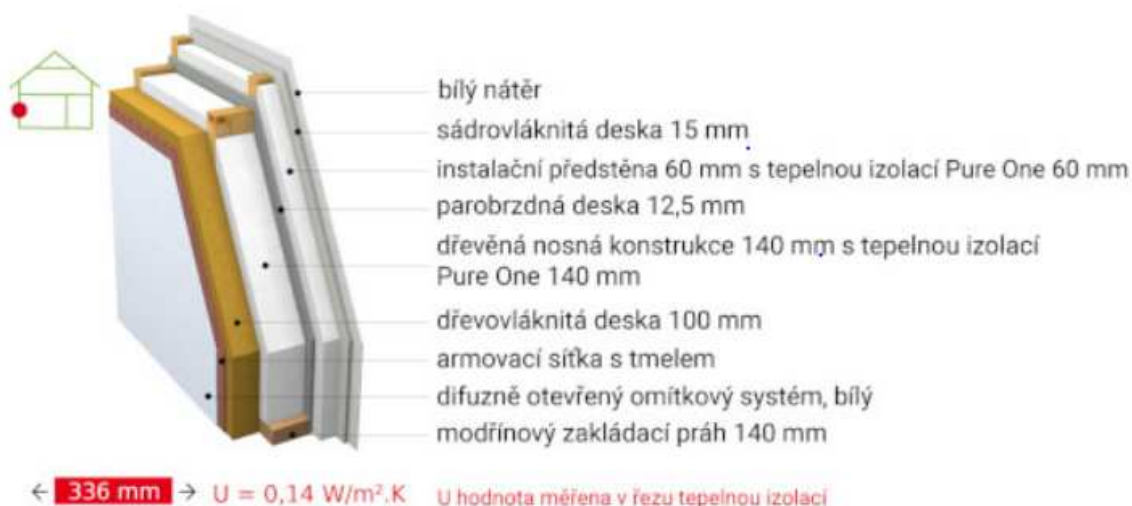 bílý nátěr
sádrovláknitá deska 15 mm
instalační předstěna 60 mm s tepelnou izolací Pure One 60 mm
parobrzdná deska 12,5 mm
dřevěná nosná konstrukce 140 mm s tepelnou izolací
Pure One 140 mm
dřevovláknitá deska 100 mm
armovací síťka s tmelem
difuzně otevřený omítkový systém, bílý
modřínový zakládací práh 140 mm
← 336 mm → U = 0,14 W/m².K U hodnota měřena v řezu tepelnou izolací